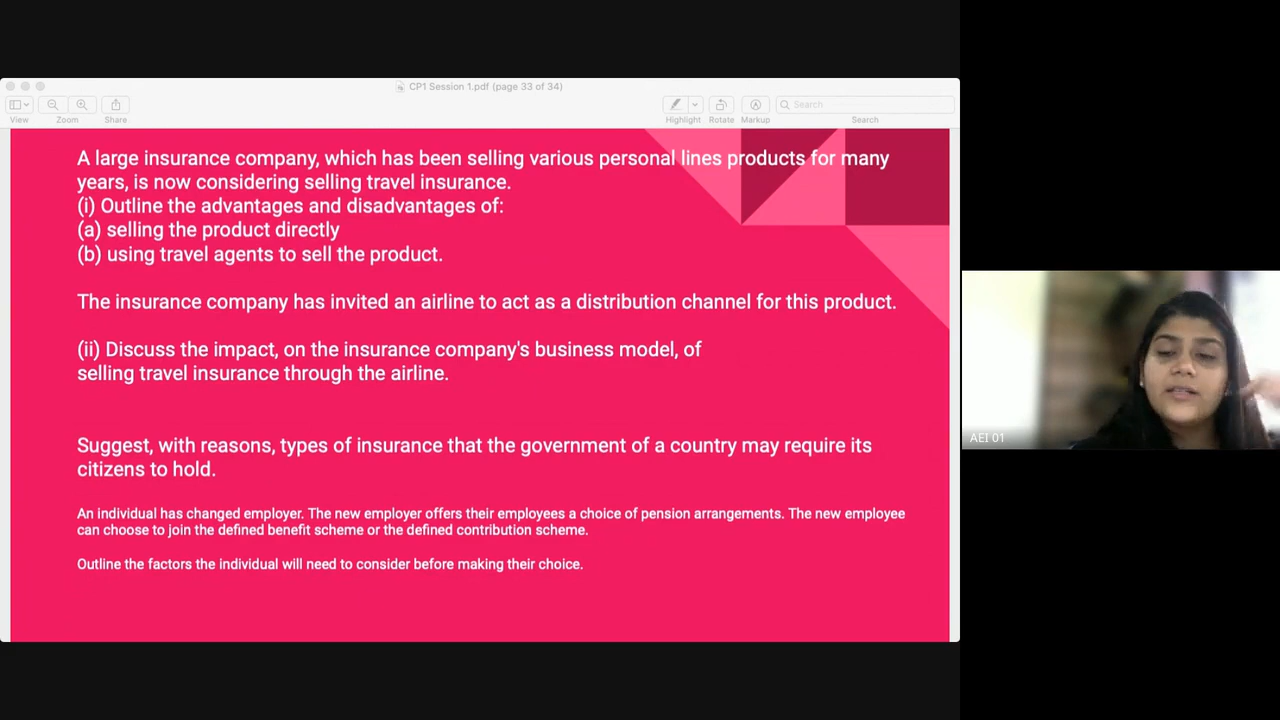 CP1 Session 1.pdf (page 33 of 34)
View
Zoom
Share
Highlight
Rotate
Markup
Search
Search
A large insurance company, which has been selling various personal lines products for many
years, is now considering selling travel insurance.
(i) Outline the advantages and disadvantages of:
(a) selling the product directly
(b) using travel agents to sell the product.
The insurance company has invited an airline to act as a distribution channel for this product.
(ii) Discuss the impact, on the insurance company's business model, of
selling travel insurance through the airline.
Suggest, with reasons, types of insurance that the government of a country may require its
citizens to hold.
An individual has changed employer. The new employer offers their employees a choice of pension arrangements. The new employee
can choose to join the defined benefit scheme or the defined contribution scheme.
Outline the factors the individual will need to consider before making their choice.
AEI 01